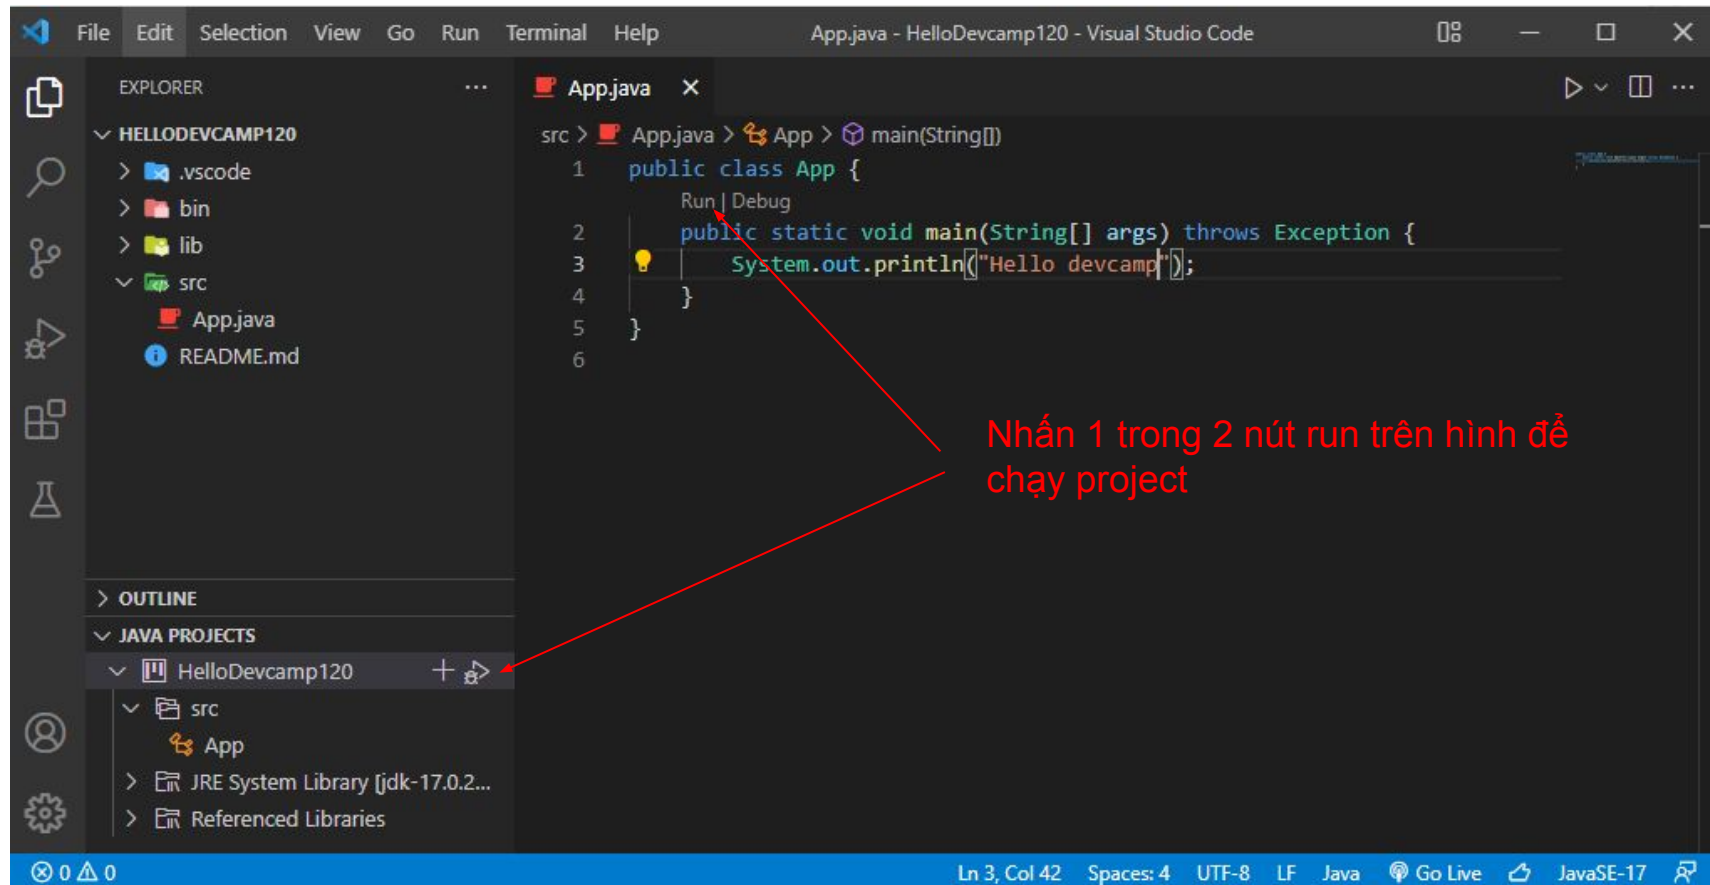 File Edit Selection View Go Run Terminal Help App.java - HelloDevcamp120 - Visual Studio Code
EXPLORER
HELLODEVCAMP120
.vscode
bin
lib
src
App.java
README.md
OUTLINE
JAVA PROJECTS
HelloDevcamp120
src
App
JRE System Library [jdk-17.0.2...
Referenced Libraries
App.java
src > App.java > App > main(String[])
1 public class App {
Run | Debug
2 public static void main(String[] args) throws Exception {
3 System.out.println("Hello devcamp");
4 }
5 }
6
Nhấn 1 trong 2 nút run trên hình để
chạy project
0 0 Ln 3, Col 42 Spaces: 4 UTF-8 LF Java Go Live JavaSE-17